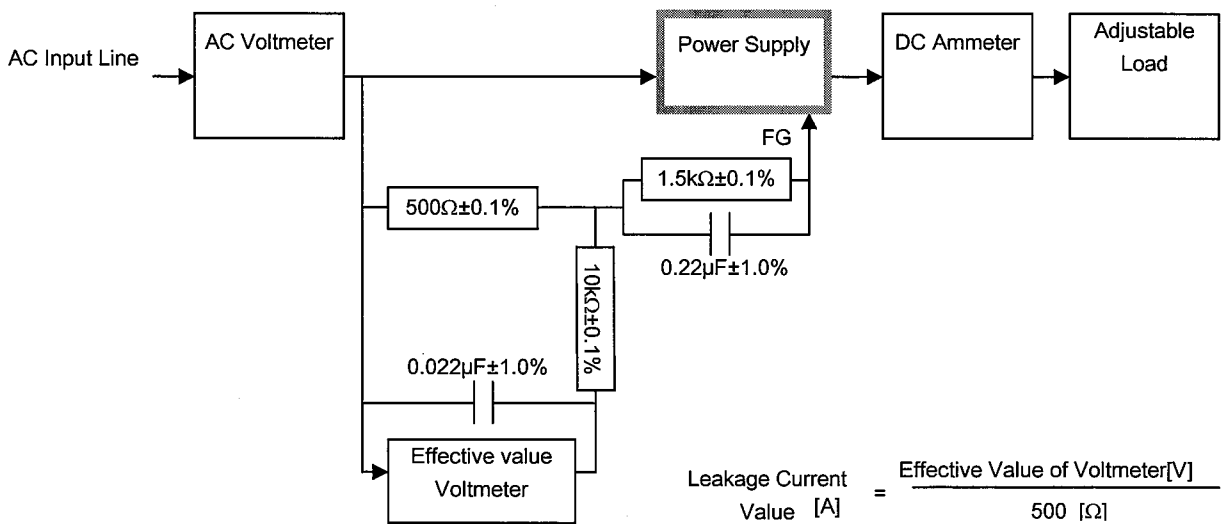 AC Input Line
AC Voltmeter
Power Supply
DC Ammeter
Adjustable
Load
FG
1.5kΩ±0.1%
500Ω±0.1%
0.22µF±1.0%
10kΩ±0.1%
0.022µF±1.0%
Effective value
Voltmeter
Leakage Current
Value [A]
=
Effective Value of Voltmeter[V]
500 [Ω]